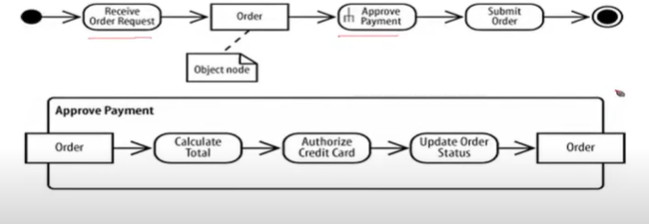 Receive
Order Request
Order
Approve
Payment
Submit
Order
Object node
Approve Payment
Order
Calculate
Total
Authorize
Credit Card
Update Order
Status
Order